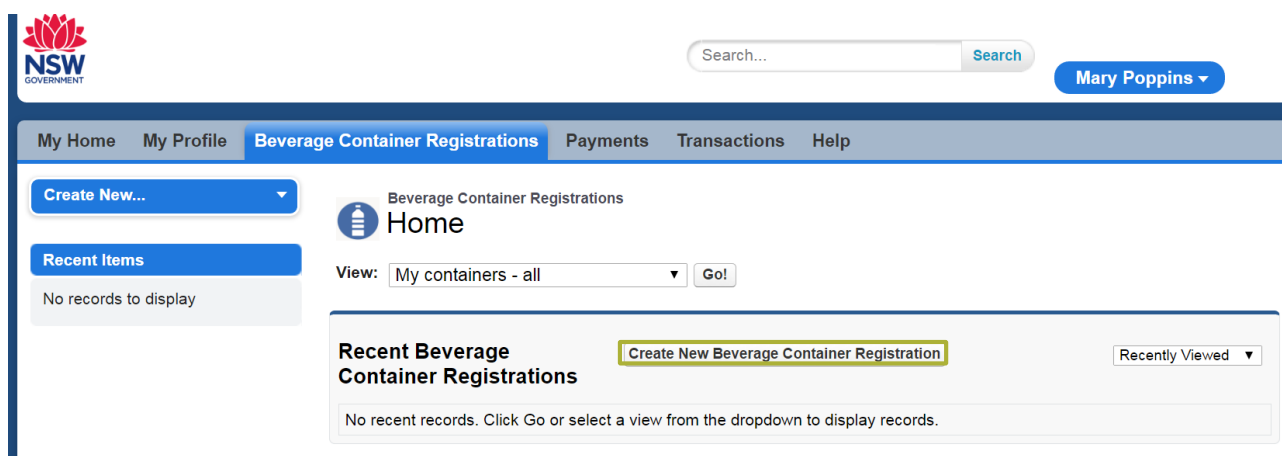 NSW
GOVERNMENT
Search...
Search
Mary Poppins
My Home
My Profile
Beverage Container Registrations
Payments
Transactions
Help
Create New...
Recent Items
No records to display
Beverage Container Registrations
Home
View:
My containers - all
Go!
Recent Beverage
Container Registrations
Create New Beverage Container Registration
Recently Viewed
No recent records. Click Go or select a view from the dropdown to display records.